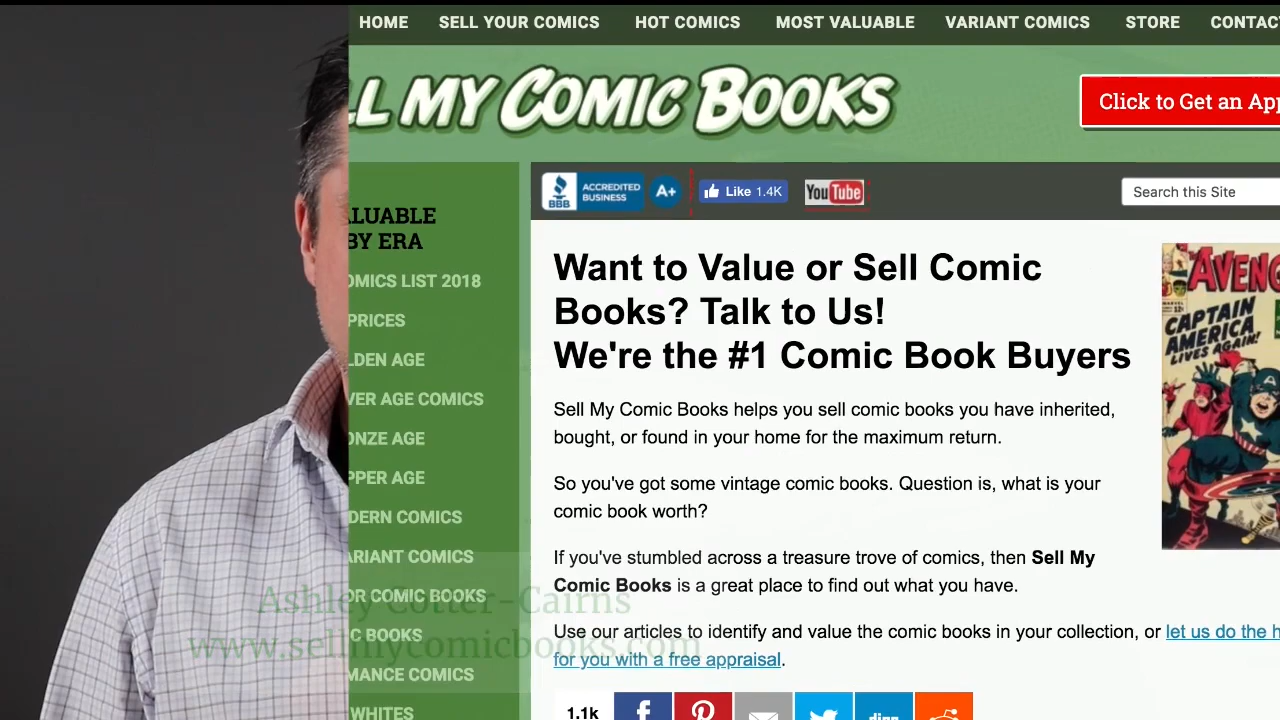 HOME SELL YOUR COMICS HOT COMICS MOST VALUABLE VARIANT COMICS STORE CONTAC
LL MY COMIC BOOKS
Click to Get an App
BBB ACCREDITED BUSINESS A+ Like 1.4K YouTube Search this Site
ALUABLE
BY ERA
OMICS LIST 2018
PRICES
LDEN AGE
VER AGE COMICS
ONZE AGE
PPER AGE
DERN COMICS
ARIANT COMICS
OR COMIC BOOKS
C BOOKS
MANCE COMICS
WHITES
Want to Value or Sell Comic
Books? Talk to Us!
We're the #1 Comic Book Buyers
Sell My Comic Books helps you sell comic books you have inherited,
bought, or found in your home for the maximum return.
So you've got some vintage comic books. Question is, what is your
comic book worth?
If you've stumbled across a treasure trove of comics, then Sell My
Comic Books is a great place to find out what you have.
Use our articles to identify and value the comic books in your collection, or let us do the h
for you with a free appraisal.
1.1k
digg
AVENG
CAPTAIN
AMERICA
LIVES AGAIN!
Ashley Cotter-Cairns
www.sellmycomicbooks.com